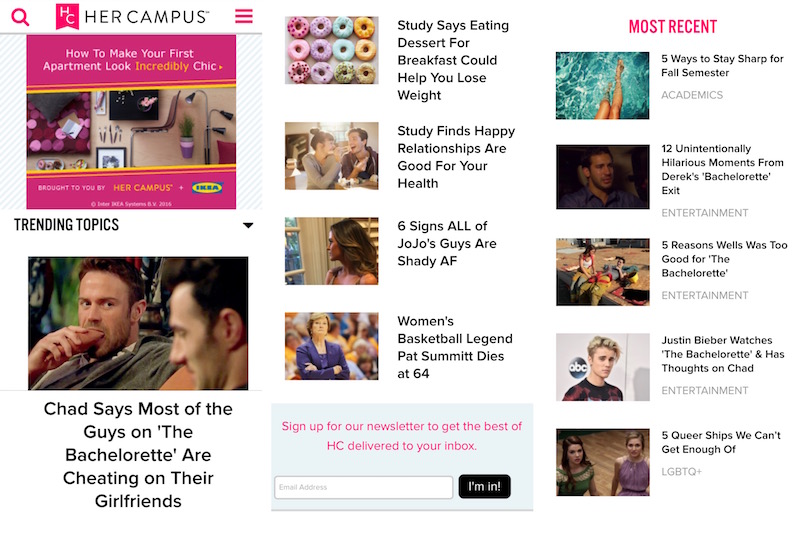 HC HER CAMPUS™
How To Make Your First
Apartment Look Incredibly Chic ▸
BROUGHT TO YOU BY HER CAMPUS + IKEA
© Inter IKEA Systems B.V. 2016
TRENDING TOPICS
Chad Says Most of the
Guys on 'The
Bachelorette' Are
Cheating on Their
Girlfriends
Study Says Eating
Dessert For
Breakfast Could
Help You Lose
Weight
Study Finds Happy
Relationships Are
Good For Your
Health
6 Signs ALL of
JoJo's Guys Are
Shady AF
Women's
Basketball Legend
Pat Summitt Dies
at 64
Sign up for our newsletter to get the best of
HC delivered to your inbox.
Email Address
I'm in!
MOST RECENT
5 Ways to Stay Sharp for
Fall Semester
ACADEMICS
12 Unintentionally
Hilarious Moments From
Derek's 'Bachelorette'
Exit
ENTERTAINMENT
5 Reasons Wells Was Too
Good for 'The
Bachelorette'
ENTERTAINMENT
abc
Justin Bieber Watches
'The Bachelorette' & Has
Thoughts on Chad
ENTERTAINMENT
5 Queer Ships We Can't
Get Enough Of
LGBTQ+